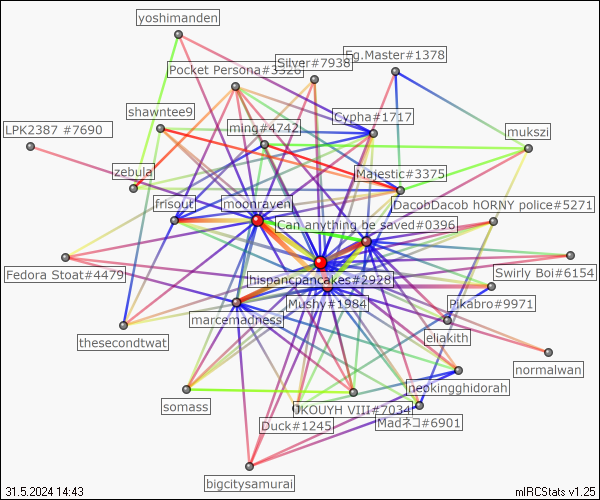 yoshimanden
Eg.Master#1378
Silver#7938
Pocket Persona#3328
shawntee9
Cypha#1717
LPK2387 #7690
ming#4742
mukszi
zebula
Majestic#3375
frisout
moonraven
DacobDacob hORNY police#5271
Can anything be saved#0396
Fedora Stoat#4479
hispancpancakes#2928
Swirly Boi#6154
Mushy#1984
Pikabro#9971
marcemadness
thesecondtwat
eliakith
normalwan
neokingghidorah
somass
JKOUYH VIII#7034
Duck#1245
Madネコ#6901
bigcitysamurai
31.5.2024 14:43
mIRCStats v1.25